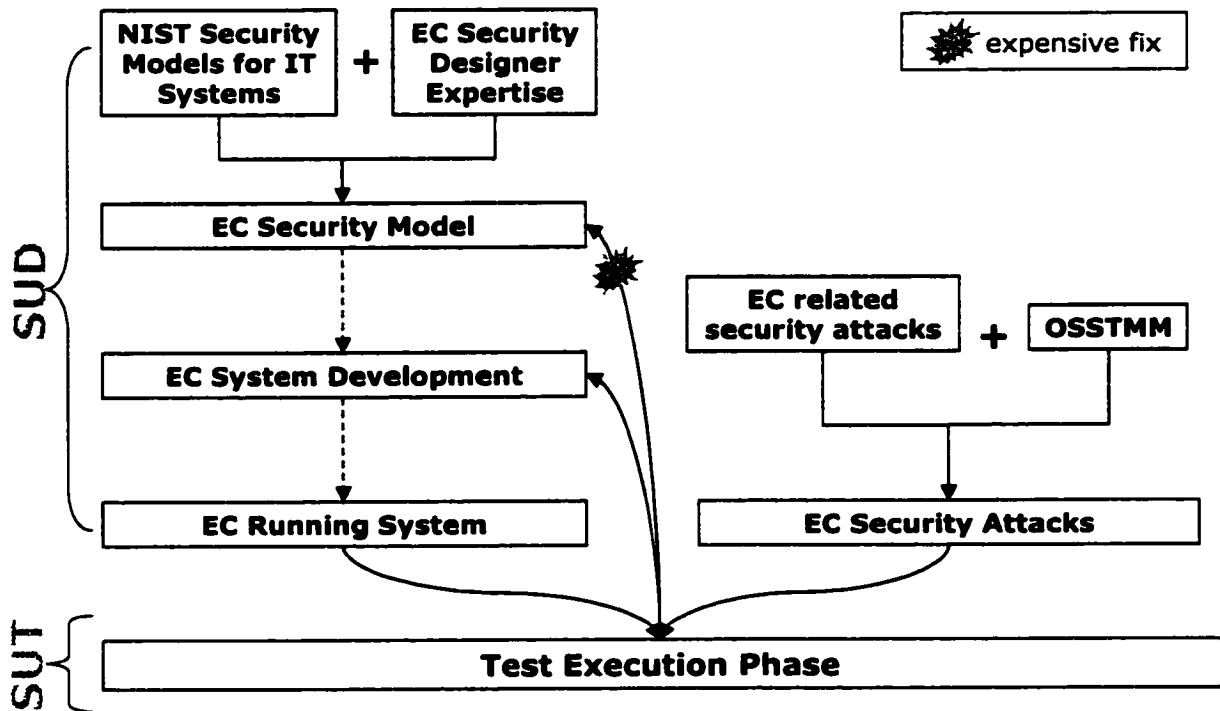 NIST Security
Models for IT
Systems
+
EC Security
Designer
Expertise
expensive fix
EC Security Model
SUD
EC related
security attacks
+
OSSTMM
EC System Development
EC Running System
EC Security Attacks
SUT
Test Execution Phase